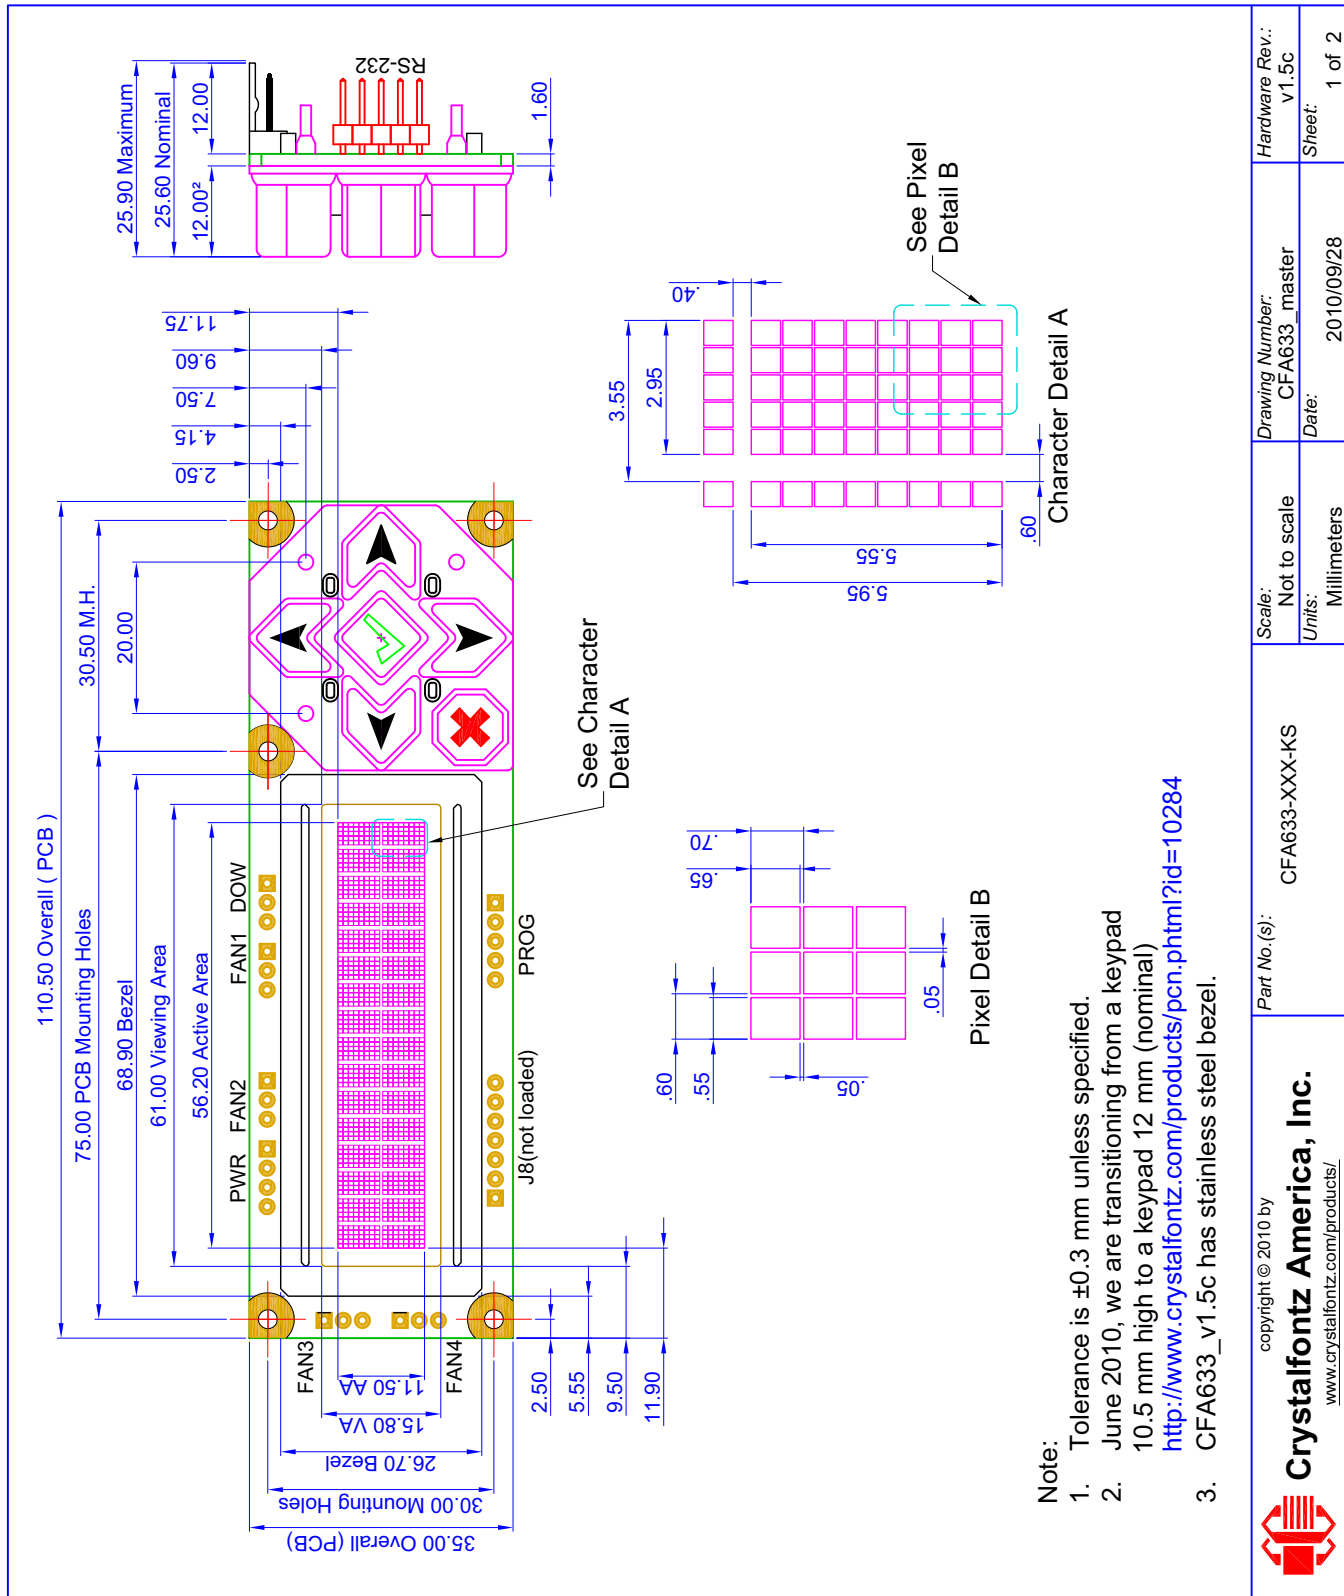 110.50 Overall ( PCB )
75.00 PCB Mounting Holes
30.50 M.H.
68.90 Bezel
20.00
61.00 Viewing Area
56.20 Active Area
2.50
4.15
7.50
9.60
11.75
25.90 Maximum
25.60 Nominal
12.00²
12.00
RS-232
1.60
PWR
FAN2
FAN1
DOW
FAN3
FAN4
J8(not loaded)
PROG
35.00 Overall (PCB)
30.00 Mounting Holes
26.70 Bezel
15.80 VA
11.50 AA
2.50
5.55
9.50
11.90
See Character
Detail A
3.55
2.95
.40
5.95
5.55
.60
Character Detail A
See Pixel
Detail B
.60
.55
.65
.70
.05
.05
Pixel Detail B
Note:
1. Tolerance is ±0.3 mm unless specified.
2. June 2010, we are transitioning from a keypad
10.5 mm high to a keypad 12 mm (nominal)
http://www.crystalfontz.com/products/pcn.phtml?id=10284
3. CFA633_v1.5c has stainless steel bezel.
copyright © 2010 by
Crystalfontz America, Inc.
www.crystalfontz.com/products/
Part No.(s):
CFA633-XXX-KS
Scale:
Not to scale
Units:
Millimeters
Drawing Number:
CFA633_master
Date:
2010/09/28
Hardware Rev.:
v1.5c
Sheet:
1 of 2